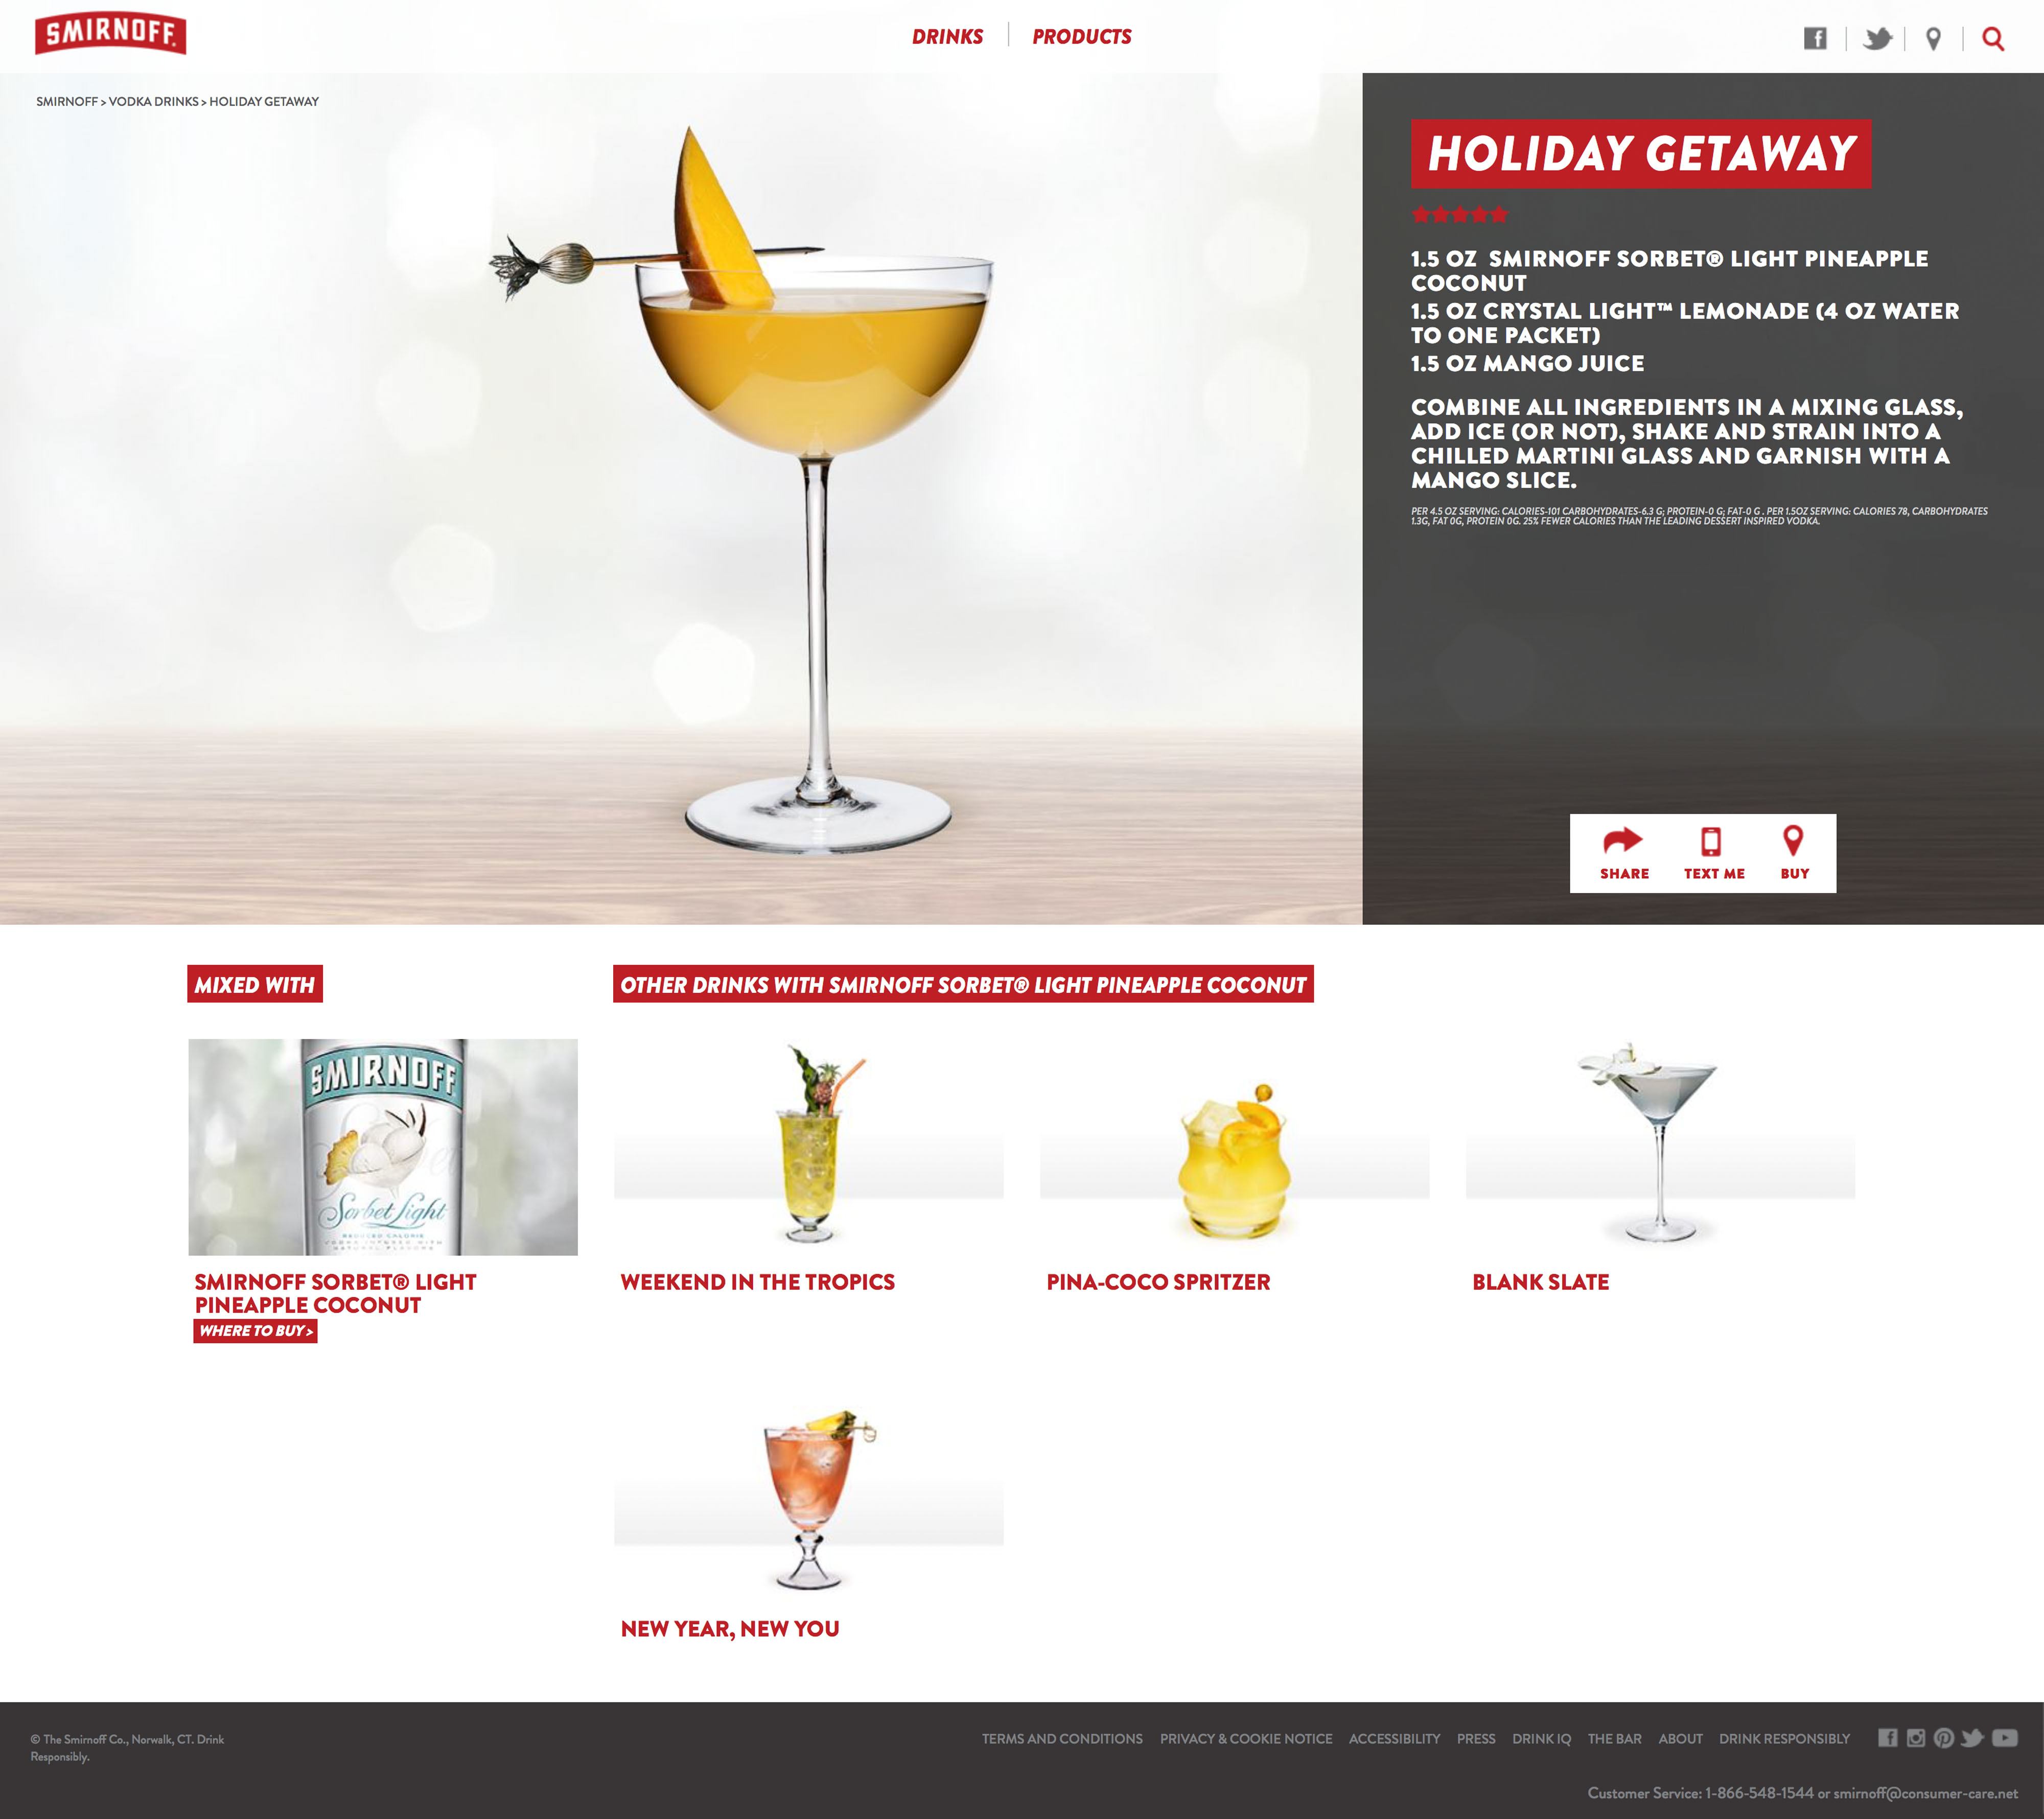 SMIRNOFF
DRINKS
PRODUCTS
SMIRNOFF > VODKA DRINKS > HOLIDAY GETAWAY
HOLIDAY GETAWAY
1.5 OZ  SMIRNOFF SORBET® LIGHT PINEAPPLE
COCONUT
1.5 OZ CRYSTAL LIGHT™ LEMONADE (4 OZ WATER
TO ONE PACKET)
1.5 OZ MANGO JUICE
COMBINE ALL INGREDIENTS IN A MIXING GLASS,
ADD ICE (OR NOT), SHAKE AND STRAIN INTO A
CHILLED MARTINI GLASS AND GARNISH WITH A
MANGO SLICE.
PER 4.5 OZ SERVING: CALORIES-101 CARBOHYDRATES-6.3 G; PROTEIN-0 G; FAT-0 G . PER 1.5OZ SERVING: CALORIES 78, CARBOHYDRATES
1.3G, FAT 0G, PROTEIN 0G. 25% FEWER CALORIES THAN THE LEADING DESSERT INSPIRED VODKA.
SHARE
TEXT ME
BUY
MIXED WITH
OTHER DRINKS WITH SMIRNOFF SORBET® LIGHT PINEAPPLE COCONUT
SMIRNOFF
Sorbet Light
REDUCED CALORIE
VODKA INFUSED WITH
NATURAL FLAVORS
SMIRNOFF SORBET® LIGHT
PINEAPPLE COCONUT
WHERE TO BUY >
WEEKEND IN THE TROPICS
PINA-COCO SPRITZER
BLANK SLATE
NEW YEAR, NEW YOU
© The Smirnoff Co., Norwalk, CT. Drink
Responsibly.
TERMS AND CONDITIONS
PRIVACY & COOKIE NOTICE
ACCESSIBILITY
PRESS
DRINK IQ
THE BAR
ABOUT
DRINK RESPONSIBLY
Customer Service: 1-866-548-1544 or smirnoff@consumer-care.net